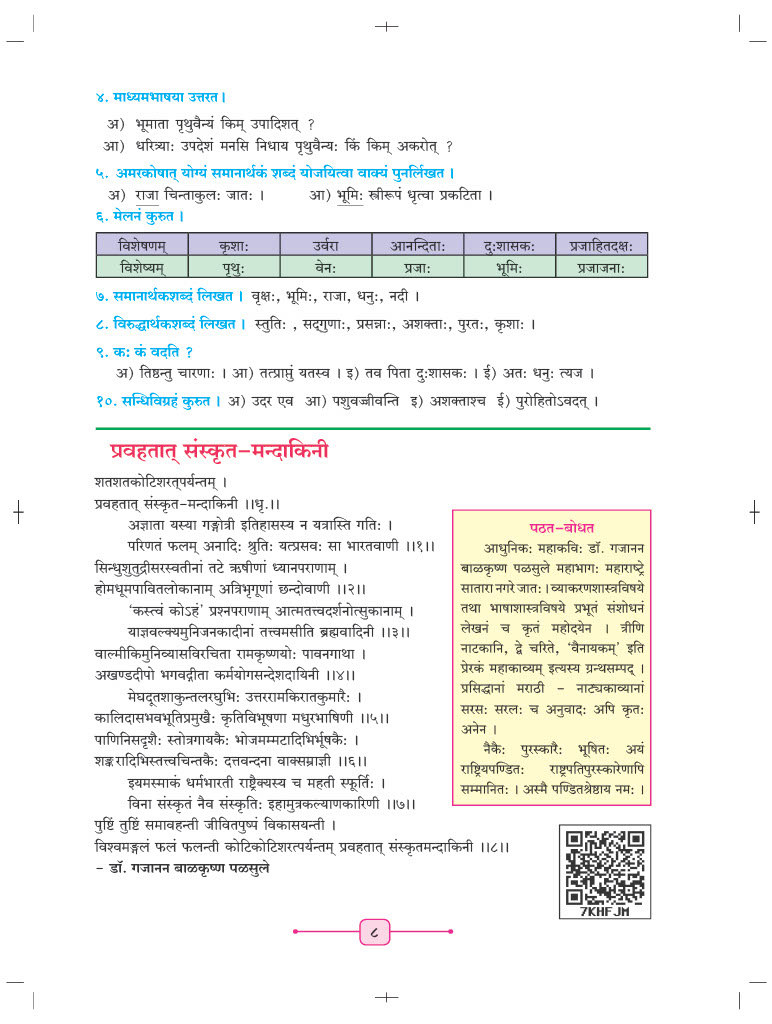 ४. माध्यमभाषया उत्तरत ।
अ) भूमाता पृथुवैन्यं किम् उपादिशत् ?
आ) धरित्र्याः उपदेशं मनसि निधाय पृथुवैन्यः किं किम् अकरोत् ?
५. अमरकोषात् योग्यं समानार्थकं शब्दं योजयित्वा वाक्यं पुनर्लिखत ।
अ) राजा चिन्ताकुलः जातः । आ) भूमिः स्त्रीरूपं धृत्वा प्रकटिता ।
६. मेलनं कुरुत ।
विशेषणम् कृशाः उर्वरा आनन्दिताः दुःशासकः प्रजाहितदक्षः
विशेष्यम् पृथुः वेनः प्रजाः भूमिः प्रजाजनाः
७. समानार्थकशब्दं लिखत । वृक्षः, भूमिः, राजा, धनुः, नदी ।
८. विरुद्धार्थकशब्दं लिखत । स्तुतिः , सद्गुणाः, प्रसन्नाः, अशक्ताः, पुरतः, कृशाः ।
९. कः कं वदति ?
अ) तिष्ठन्तु चारणाः । आ) तत्प्राप्तुं यतस्व । इ) तव पिता दुःशासकः । ई) अतः धनुः त्यज ।
१०. सन्धिविग्रहं कुरुत । अ) उदर एव आ) पशुवज्जीवन्ति इ) अशक्ताश्च ई) पुरोहितोऽवदत् ।
प्रवहतात् संस्कृत-मन्दाकिनी
शतशतकोटिशरत्पर्यन्तम् ।
प्रवहतात् संस्कृत-मन्दाकिनी ।।धृ.।।
अज्ञाता यस्या गङ्गोत्री इतिहासस्य न यत्रास्ति गतिः ।
परिणतं फलम् अनादिः श्रुतिः यत्प्रसवः सा भारतवाणी ।।१।।
सिन्धुशुतुद्रीसरस्वतीनां तटे ऋषीणां ध्यानपराणाम् ।
होमधूमपावितलोकानाम् अत्रिभृगूणां छन्दोवाणी ।।२।।
‘कस्त्वं कोऽहं’ प्रश्नपराणाम् आत्मतत्त्वदर्शनोत्सुकानाम् ।
याज्ञवल्क्यमुनिजनकादीनां तत्त्वमसीति ब्रह्मवादिनी ।।३।।
वाल्मीकिमुनिव्यासविरचिता रामकृष्णयोः पावनगाथा ।
अखण्डदीपो भगवद्गीता कर्मयोगसन्देशदायिनी ।।४।।
मेघदूतशाकुन्तलरघुभिः उत्तररामकिरातकुमारैः ।
कालिदासभवभूतिप्रमुखैः कृतिविभूषणा मधुरभाषिणी ।।५।।
पाणिनिसदृशैः स्तोत्रगायकैः भोजमम्मटादिभिर्भूषकैः ।
शङ्करादिभिस्तत्त्वचिन्तकैः दत्तवन्दना वाक्सम्राज्ञी ।।६।।
इयमस्माकं धर्मभारती राष्ट्रैक्यस्य च महती स्फूर्तिः ।
विना संस्कृतं नैव संस्कृतिः इहामुत्रकल्याणकारिणी ।।७।।
पुष्टिं तुष्टिं समावहन्ती जीवितपुष्पं विकासयन्ती ।
विश्वमङ्गलं फलं फलन्ती कोटिकोटिशरत्पर्यन्तम् प्रवहतात् संस्कृतमन्दाकिनी ।।८।।
- डॉ. गजानन बाळकृष्ण पळसुले
पठत-बोधत
आधुनिकः महाकविः डॉ. गजानन
बाळकृष्ण पळसुले महाभागः महाराष्ट्रे
सातारा नगरे जातः । व्याकरणशास्त्रविषये
तथा भाषाशास्त्रविषये प्रभूतं संशोधनं
लेखनं च कृतं महोदयेन । त्रीणि
नाटकानि, द्वे चरिते, ‘वैनायकम्’ इति
प्रेरकं महाकाव्यम् इत्यस्य ग्रन्थसम्पद् ।
प्रसिद्धानां मराठी - नाट्यकाव्यानां
सरसः सरलः च अनुवादः अपि कृतः
अनेन ।
नैकैः पुरस्कारैः भूषितः अयं
राष्ट्रियपण्डितः राष्ट्रपतिपुरस्कारेणापि
सम्मानितः । अस्मै पण्डितश्रेष्ठाय नमः ।
7KHFJM
८